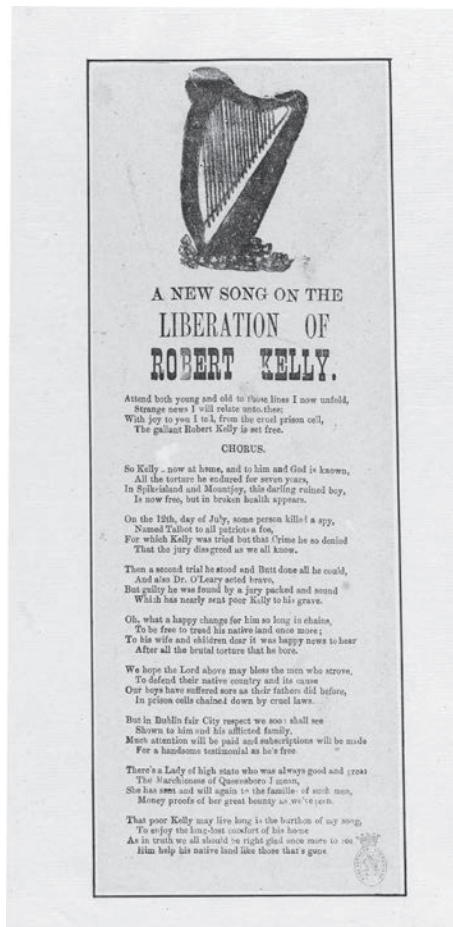 A NEW SONG ON THE
LIBERATION OF
ROBERT KELLY.
Attend both young and old to those lines I now unfold,
Strange news I will relate unto thee;
With joy to you I tell, from the cruel prison cell,
The gallant Robert Kelly is set free.
CHORUS.
So Kelly now at home, and to him and God is known,
All the torture he endured for seven years,
In Spikeisland and Mountjoy, this darling ruined boy,
Is now free, but in broken health appears.
On the 12th, day of July, some person killed a spy,
Named Talbot to all patriots a foe,
For which Kelly was tried but that Crime he so denied
That the jury disagreed as we all know.
Then a second trial he stood and Butt done all he could,
And also Dr. O'Leary acted brave,
But guilty he was found by a jury packed and sound
Which has nearly sent poor Kelly to his grave.
Oh, what a happy change for him so long in chains,
To be free to tread his native land once more;
To his wife and children dear it was happy news to hear
After all the brutal torture that he bore.
We hope the Lord above may bless the men who strove,
To defend their native country and its cause
Our boys have suffered sore as their fathers did before,
In prison cells chained down by cruel laws.
But in Dublin fair City respect we soon shall see
Shown to him and his afflicted family,
Much attention will be paid and subscriptions will be made
For a handsome testimonial as he's free.
There's a Lady of high state who was always good and great
The Marchioness of Queensboro I mean,
She has sent and will again to the families of such men,
Money proofs of her great bounty as we've seen.
That poor Kelly may live long is the burthon of my song,
To enjoy the long-lost comfort of his home
As in truth we all should be right glad once more to see
Him help his native land like those that's gone